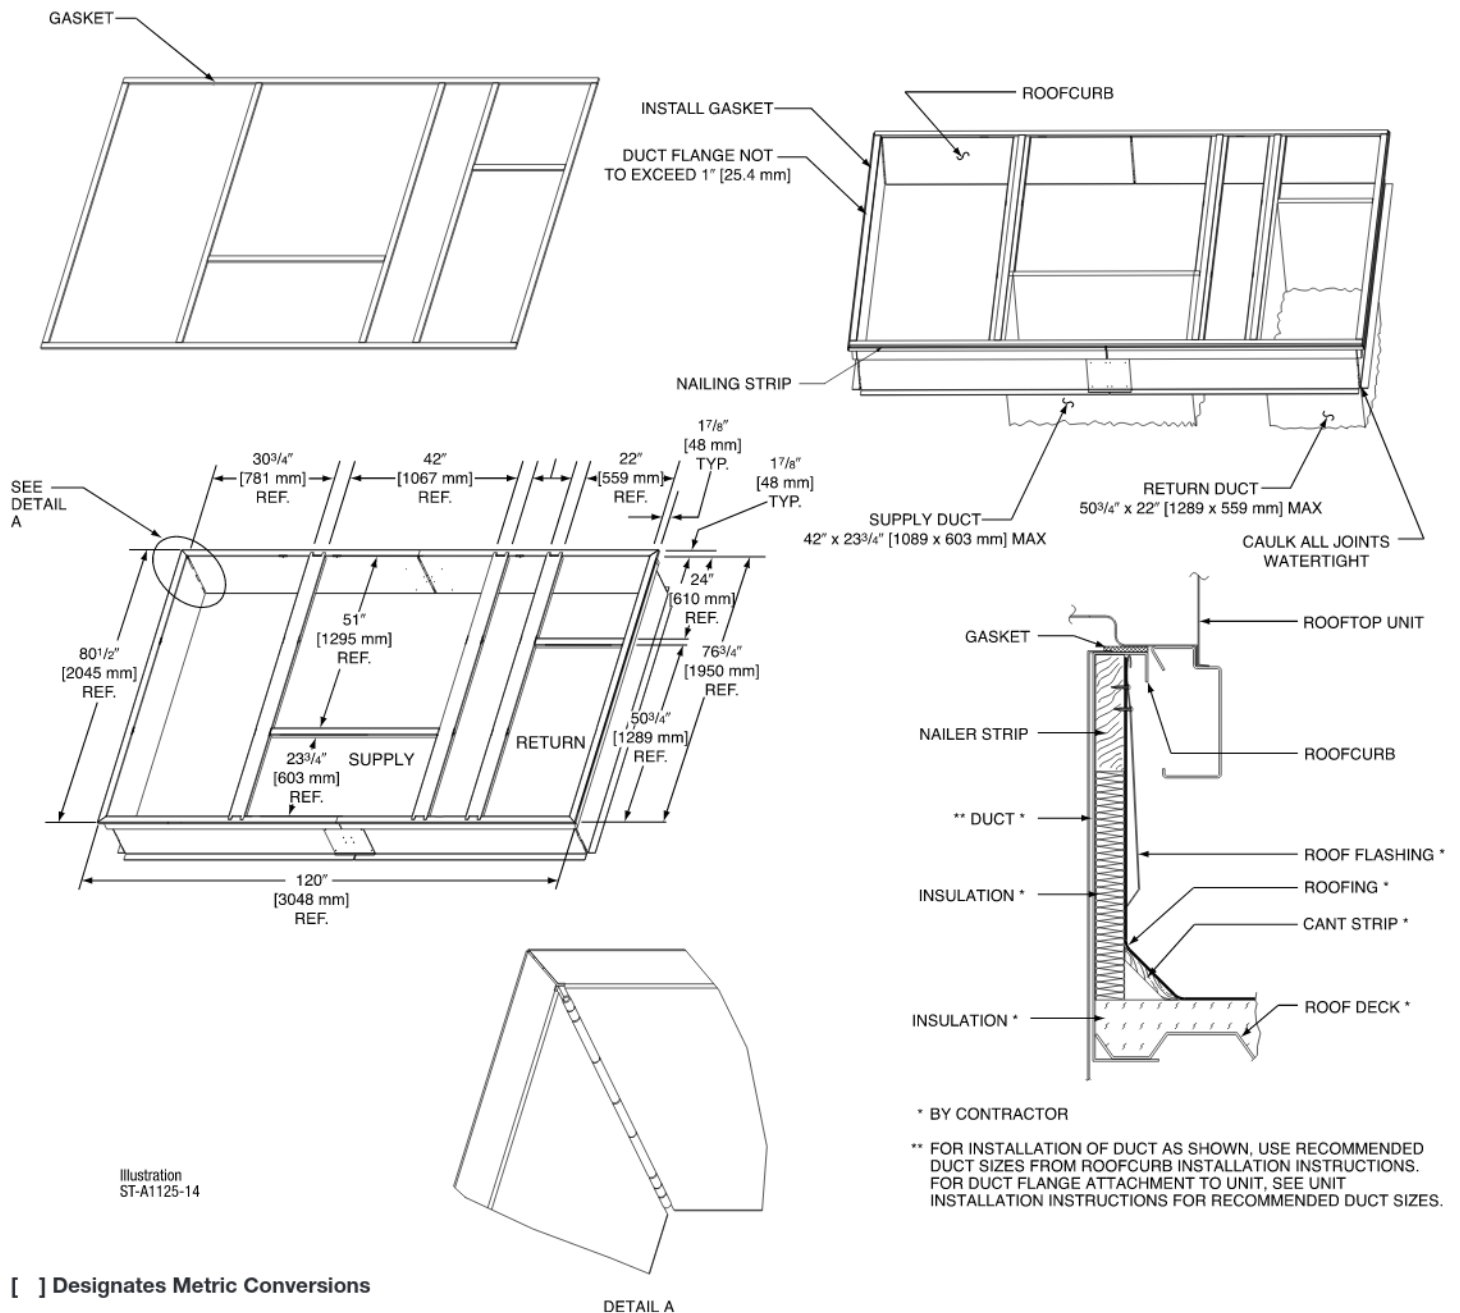 GASKET
INSTALL GASKET
DUCT FLANGE NOT
TO EXCEED 1″ [25.4 mm]
ROOFCURB
NAILING STRIP
SUPPLY DUCT
42″ x 23³/⁴″ [1089 x 603 mm] MAX
RETURN DUCT
50³/⁴″ x 22″ [1289 x 559 mm] MAX
CAULK ALL JOINTS
WATERTIGHT
SEE
DETAIL
A
30³/⁴″
[781 mm]
REF.
42″
[1067 mm]
REF.
22″
[559 mm]
REF.
1⁷/⁸″
[48 mm]
TYP.
1⁷/⁸″
[48 mm]
TYP.
80¹/²″
[2045 mm]
REF.
51″
[1295 mm]
REF.
24″
[610 mm]
REF.
76³/⁴″
[1950 mm]
REF.
50³/⁴″
[1289 mm]
REF.
23³/⁴″
[603 mm]
REF.
SUPPLY
RETURN
120″
[3048 mm]
REF.
GASKET
ROOFTOP UNIT
NAILER STRIP
ROOFCURB
** DUCT *
ROOF FLASHING *
INSULATION *
ROOFING *
CANT STRIP *
INSULATION *
ROOF DECK *
* BY CONTRACTOR
** FOR INSTALLATION OF DUCT AS SHOWN, USE RECOMMENDED
DUCT SIZES FROM ROOFCURB INSTALLATION INSTRUCTIONS.
FOR DUCT FLANGE ATTACHMENT TO UNIT, SEE UNIT
INSTALLATION INSTRUCTIONS FOR RECOMMENDED DUCT SIZES.
Illustration
ST-A1125-14
[ ] Designates Metric Conversions
DETAIL A